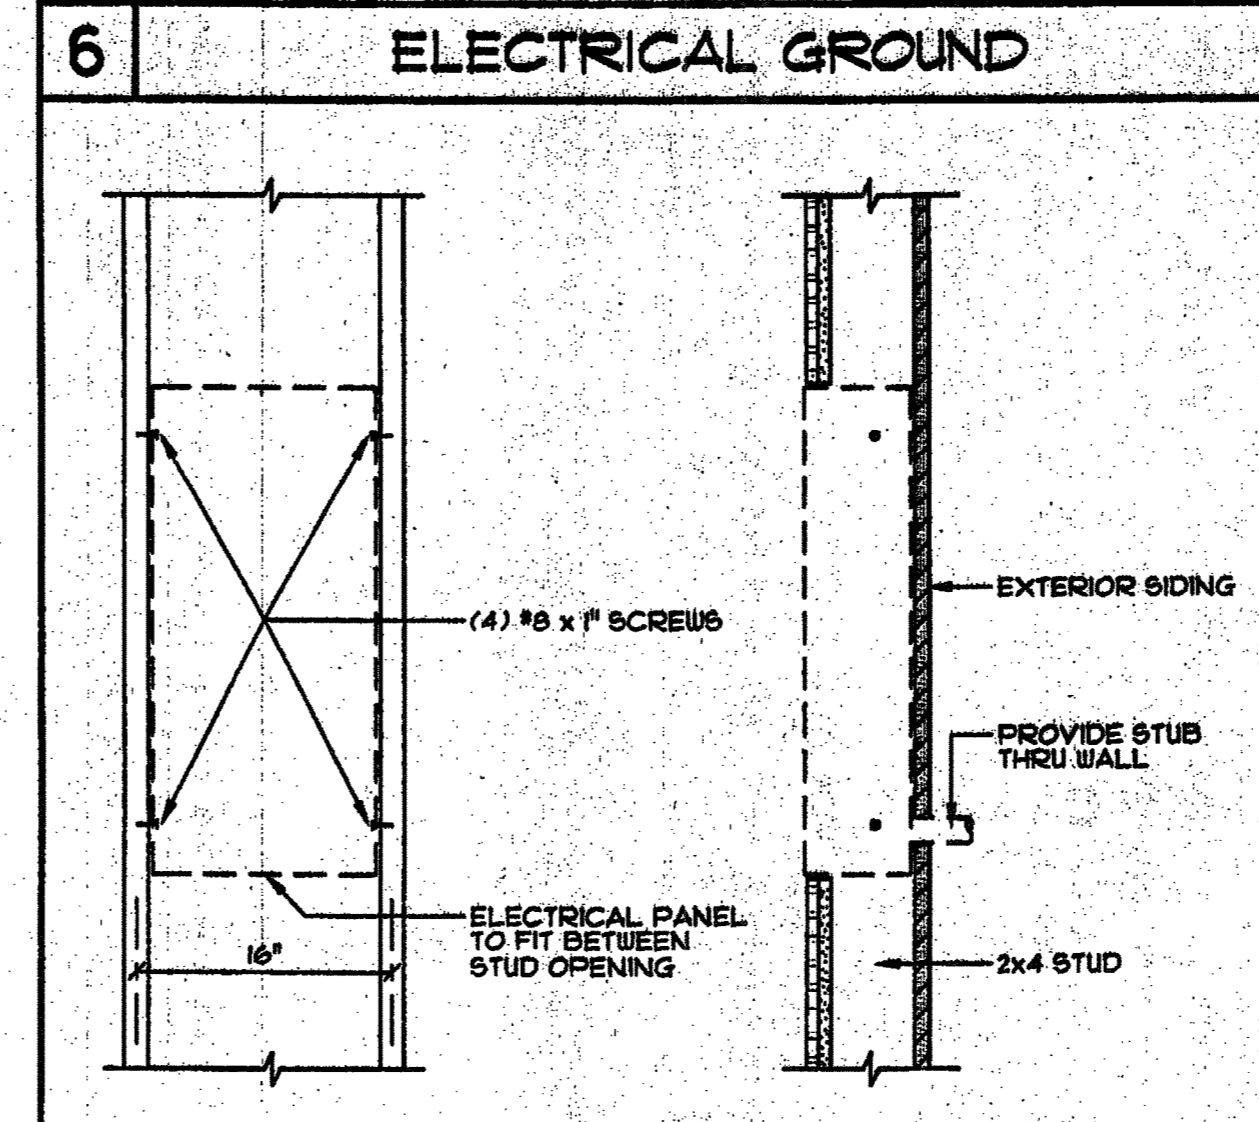 6 ELECTRICAL GROUND
(4) #8 x 1" SCREWS
EXTERIOR SIDING
PROVIDE STUB
THRU WALL
ELECTRICAL PANEL
TO FIT BETWEEN
STUD OPENING
16"
2x4 STUD